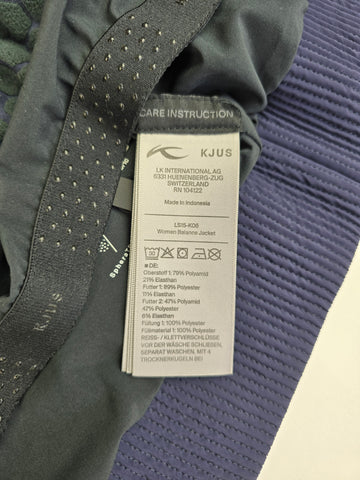 KJUS
CARE INSTRUCTION
KJUS
LK INTERNATIONAL AG
6331 HUENENBERG-ZUG
SWITZERLAND
RN 104122
Made in Indonesia
LS15-K06
Women Balance Jacket
■ DE:
Oberstoff 1: 79% Polyamid
21% Elasthan
Futter 1: 89% Polyester
11% Elasthan
Futter 2: 47% Polyamid
47% Polyester
6% Elasthan
Füllung 1: 100% Polyester
Füllmaterial 1: 100% Polyester
REISS- / KLETTVERSCHLÜSSE
VOR DER WÄSCHE SCHLIESSEN,
SEPARAT WASCHEN, MIT 4
TROCKNERKUGELN BEI
KJUS